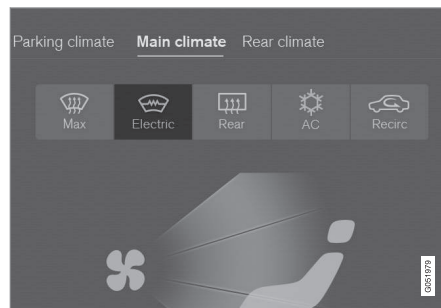 Parking climate Main climate Rear climate
Max Electric Rear AC Recirc
G051979